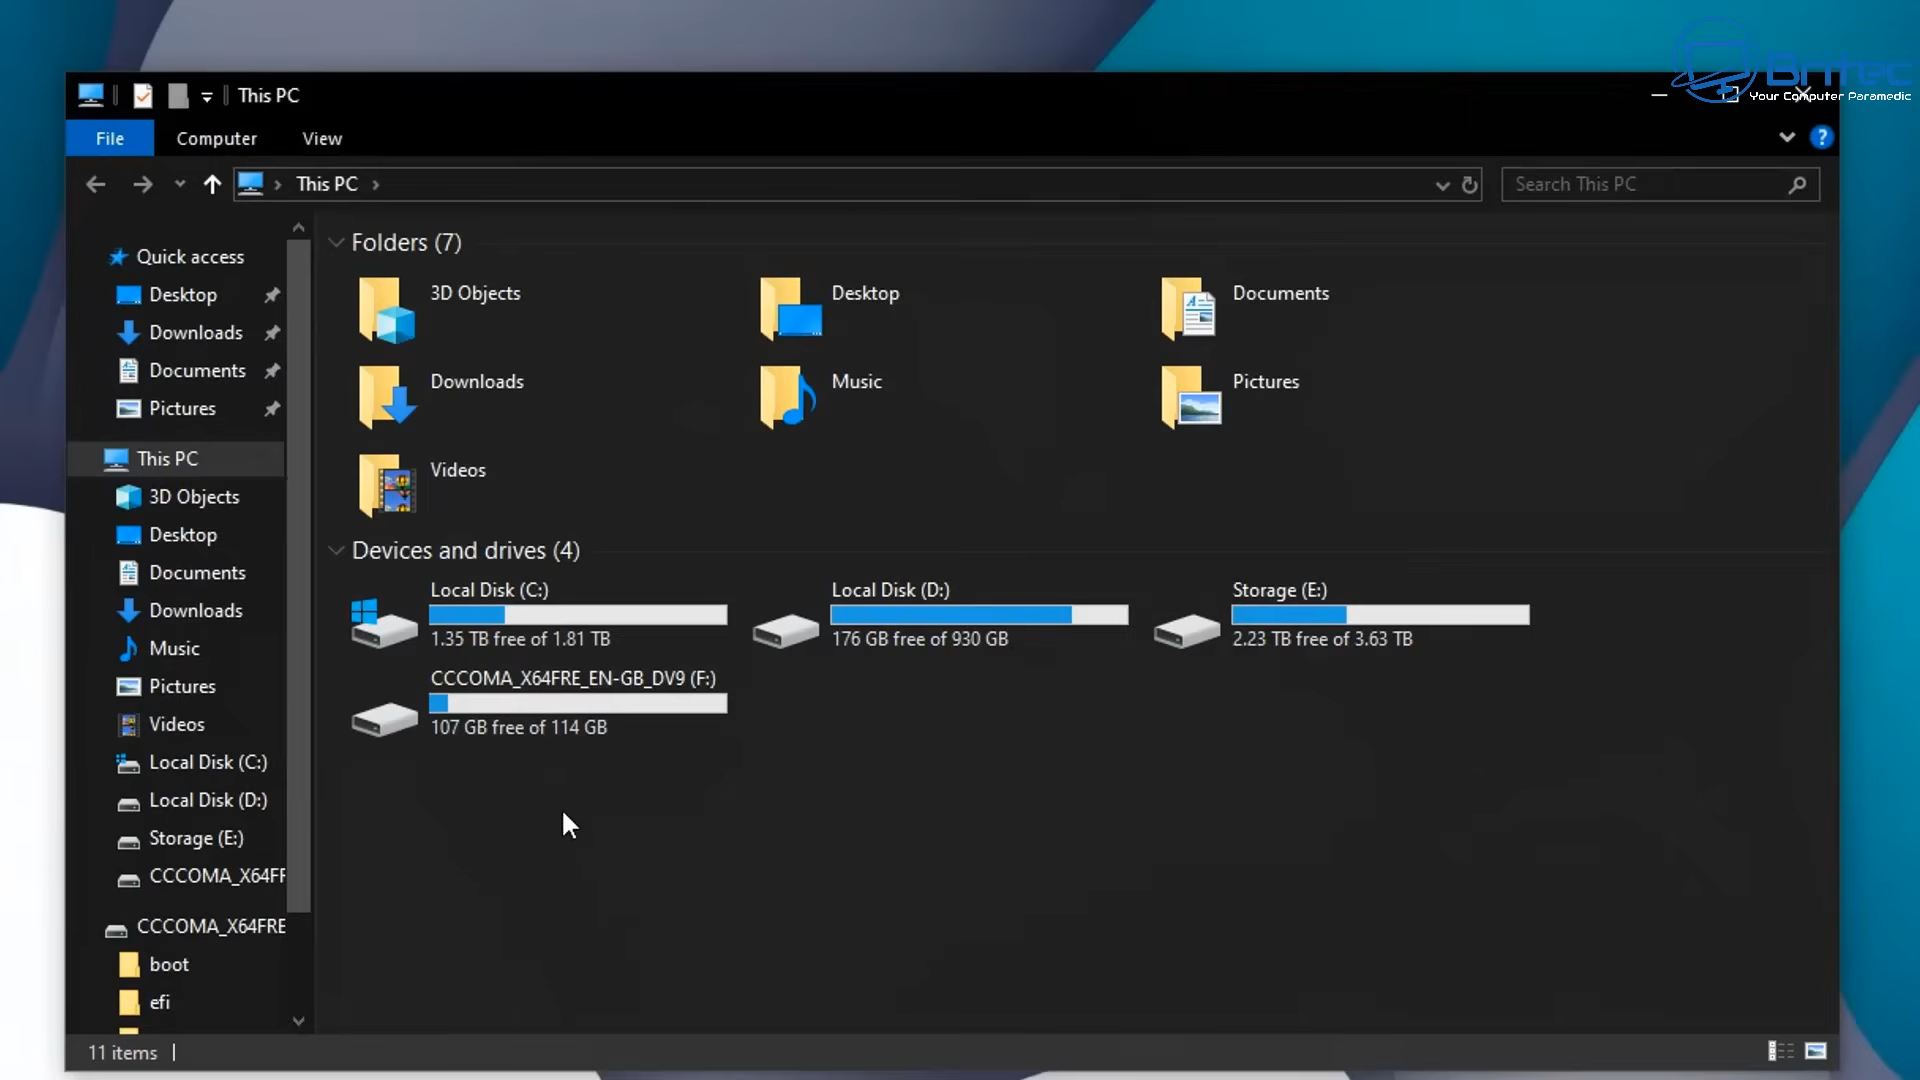 This PC
Britec
Your Computer Paramedic
File Computer View
?
This PC
Search This PC
Quick access
Desktop
Downloads
Documents
Pictures
This PC
3D Objects
Desktop
Documents
Downloads
Music
Pictures
Videos
Local Disk (C:)
Local Disk (D:)
Storage (E:)
CCCOMA_X64FF
CCCOMA_X64FRE
boot
efi
Folders (7)
3D Objects
Desktop
Documents
Downloads
Music
Pictures
Videos
Devices and drives (4)
Local Disk (C:)
1.35 TB free of 1.81 TB
Local Disk (D:)
176 GB free of 930 GB
Storage (E:)
2.23 TB free of 3.63 TB
CCCOMA_X64FRE_EN-GB_DV9 (F:)
107 GB free of 114 GB
11 items